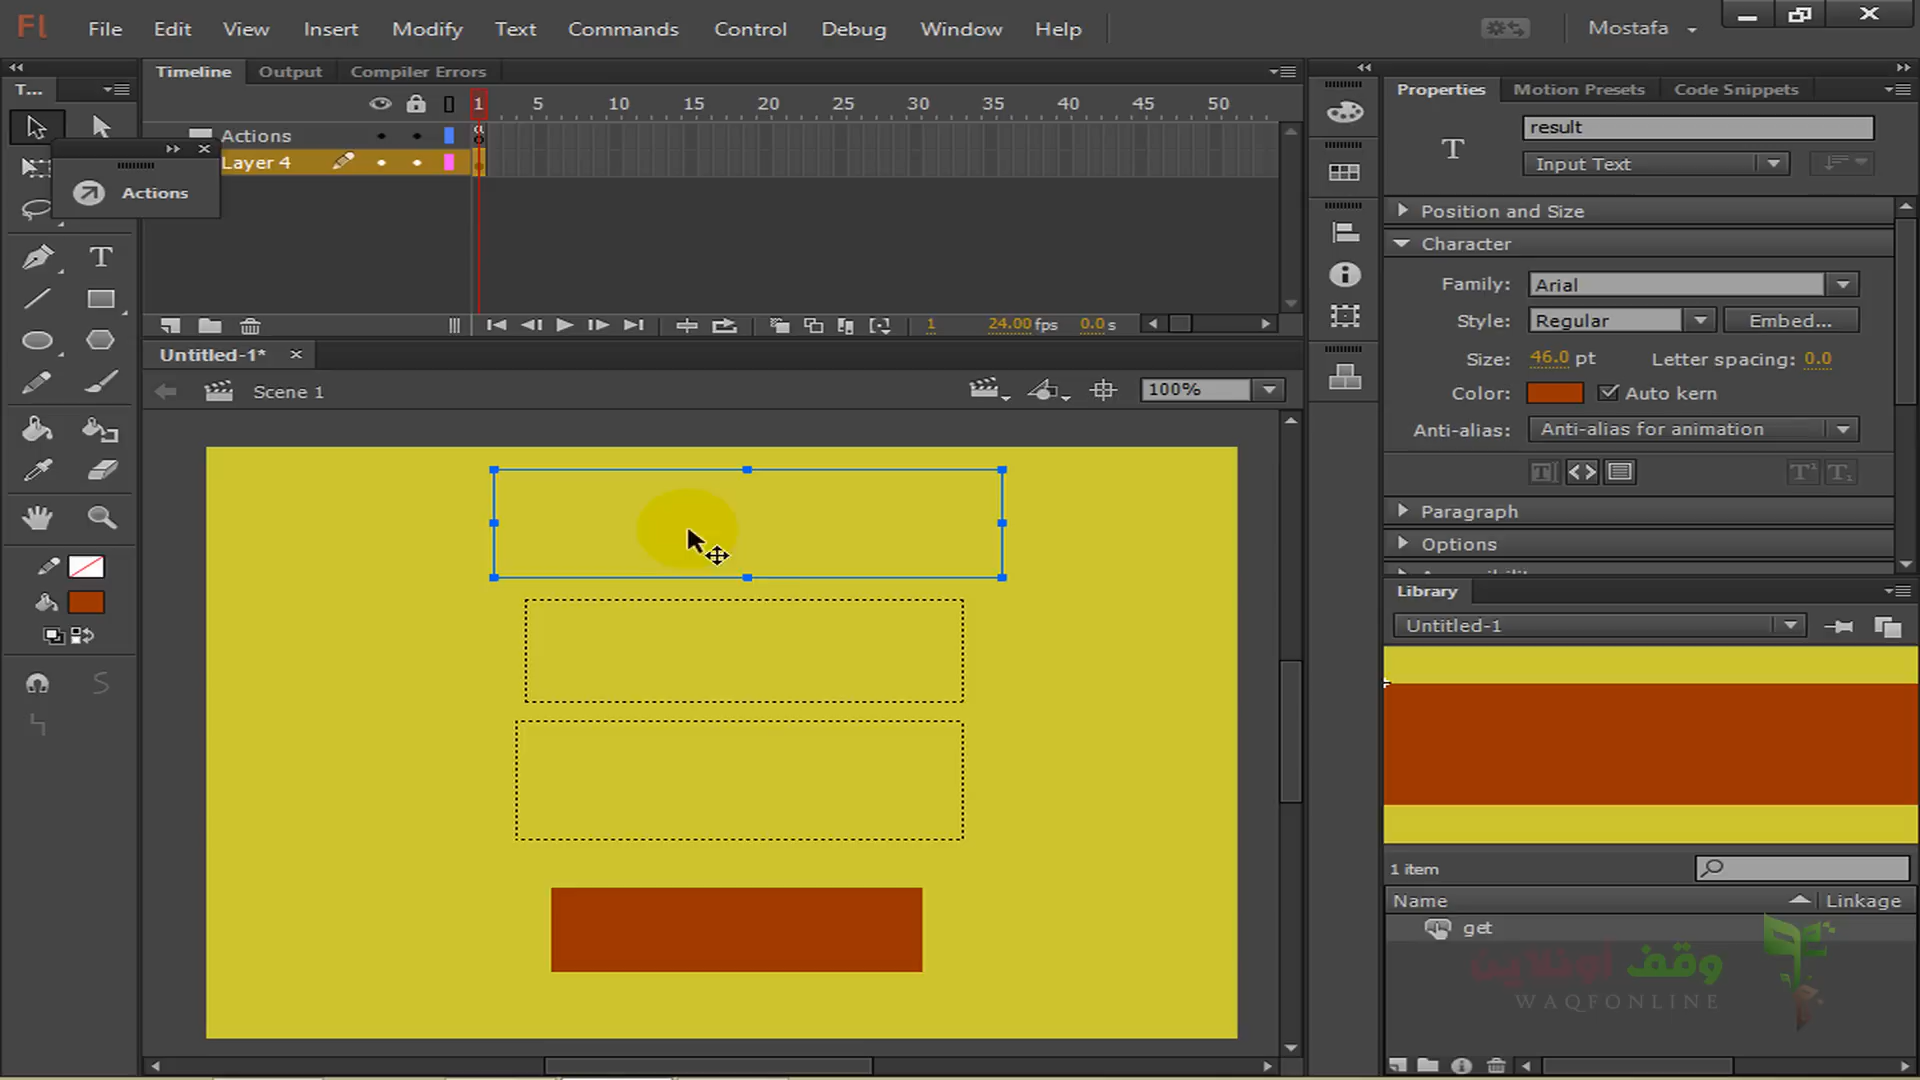 Fl File Edit View Insert Modify Text Commands Control Debug Window Help Mostafa
Timeline Output Compiler Errors
T...
1 5 10 15 20 25 30 35 40 45 50
Actions
Layer 4
Actions
1 24.00 fps 0.0 s
Untitled-1*
Scene 1
100%
Properties Motion Presets Code Snippets
result
Input Text
Position and Size
Character
Family: Arial
Style: Regular Embed...
Size: 46.0 pt Letter spacing: 0.0
Color: Auto kern
Anti-alias: Anti-alias for animation
Paragraph
Options
Library
Untitled-1
1 item
Name Linkage
get
وقف أونلاين
WAQFONLINE